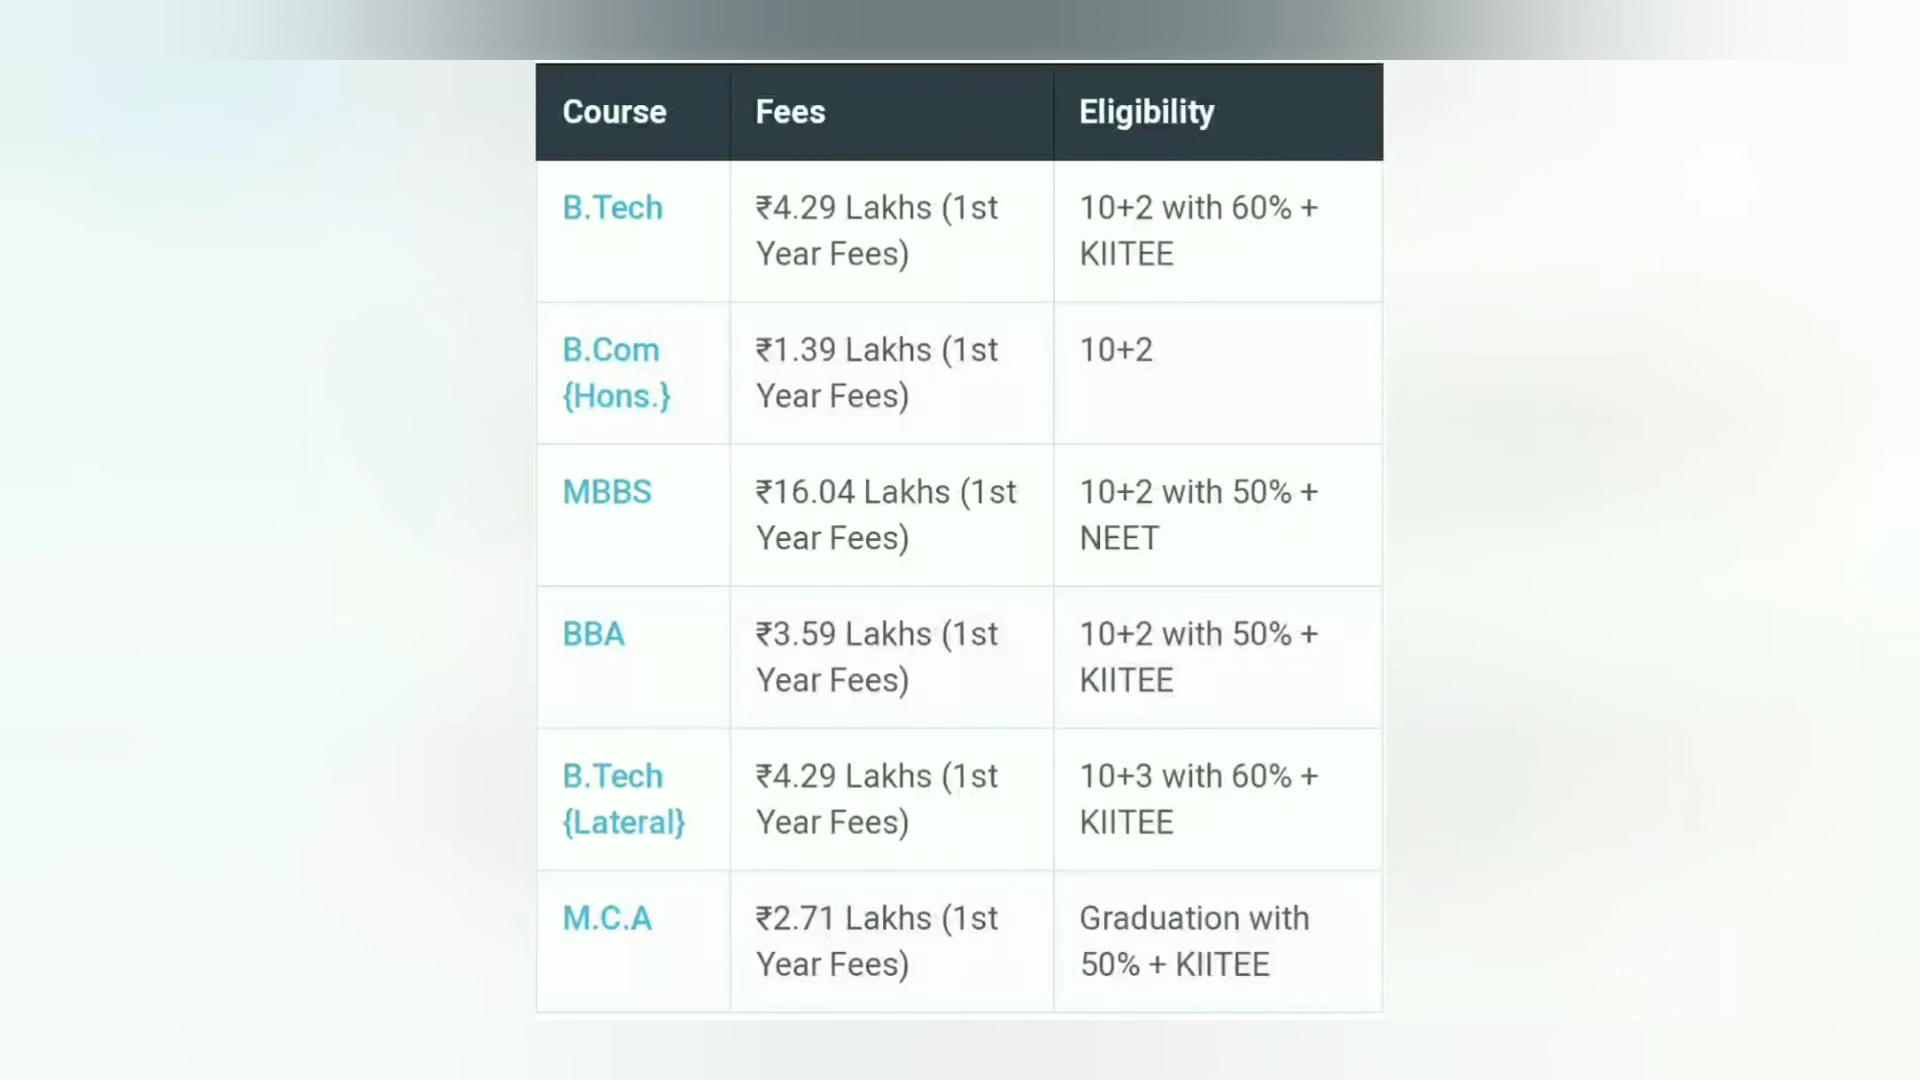 Course Fees Eligibility
B.Tech ₹4.29 Lakhs (1st 10+2 with 60% +
Year Fees) KIITEE
B.Com ₹1.39 Lakhs (1st 10+2
{Hons.} Year Fees)
MBBS ₹16.04 Lakhs (1st 10+2 with 50% +
Year Fees) NEET
BBA ₹3.59 Lakhs (1st 10+2 with 50% +
Year Fees) KIITEE
B.Tech ₹4.29 Lakhs (1st 10+3 with 60% +
{Lateral} Year Fees) KIITEE
M.C.A ₹2.71 Lakhs (1st Graduation with
Year Fees) 50% + KIITEE